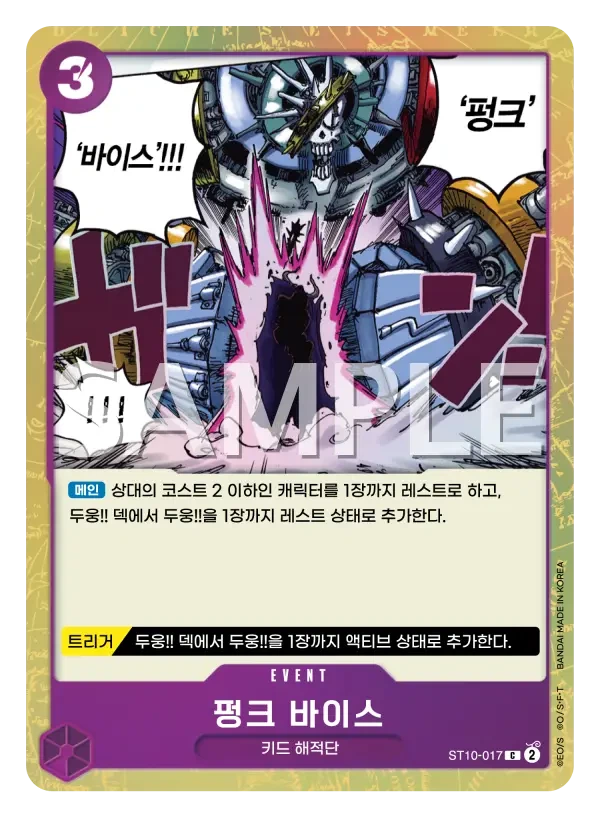 3
'펑크'
'바이스'!!!
ボン
!!!
SAMPLE
메인 상대의 코스트 2 이하인 캐릭터를 1장까지 레스트로 하고,
두웅!! 덱에서 두웅!!을 1장까지 레스트 상태로 추가한다.
트리거 두웅!! 덱에서 두웅!!을 1장까지 액티브 상태로 추가한다.
EVENT
펑크 바이스
키드 해적단
ST10-017 C 2
©EO/S ©O/S·F·T BANDAI MADE IN KOREA